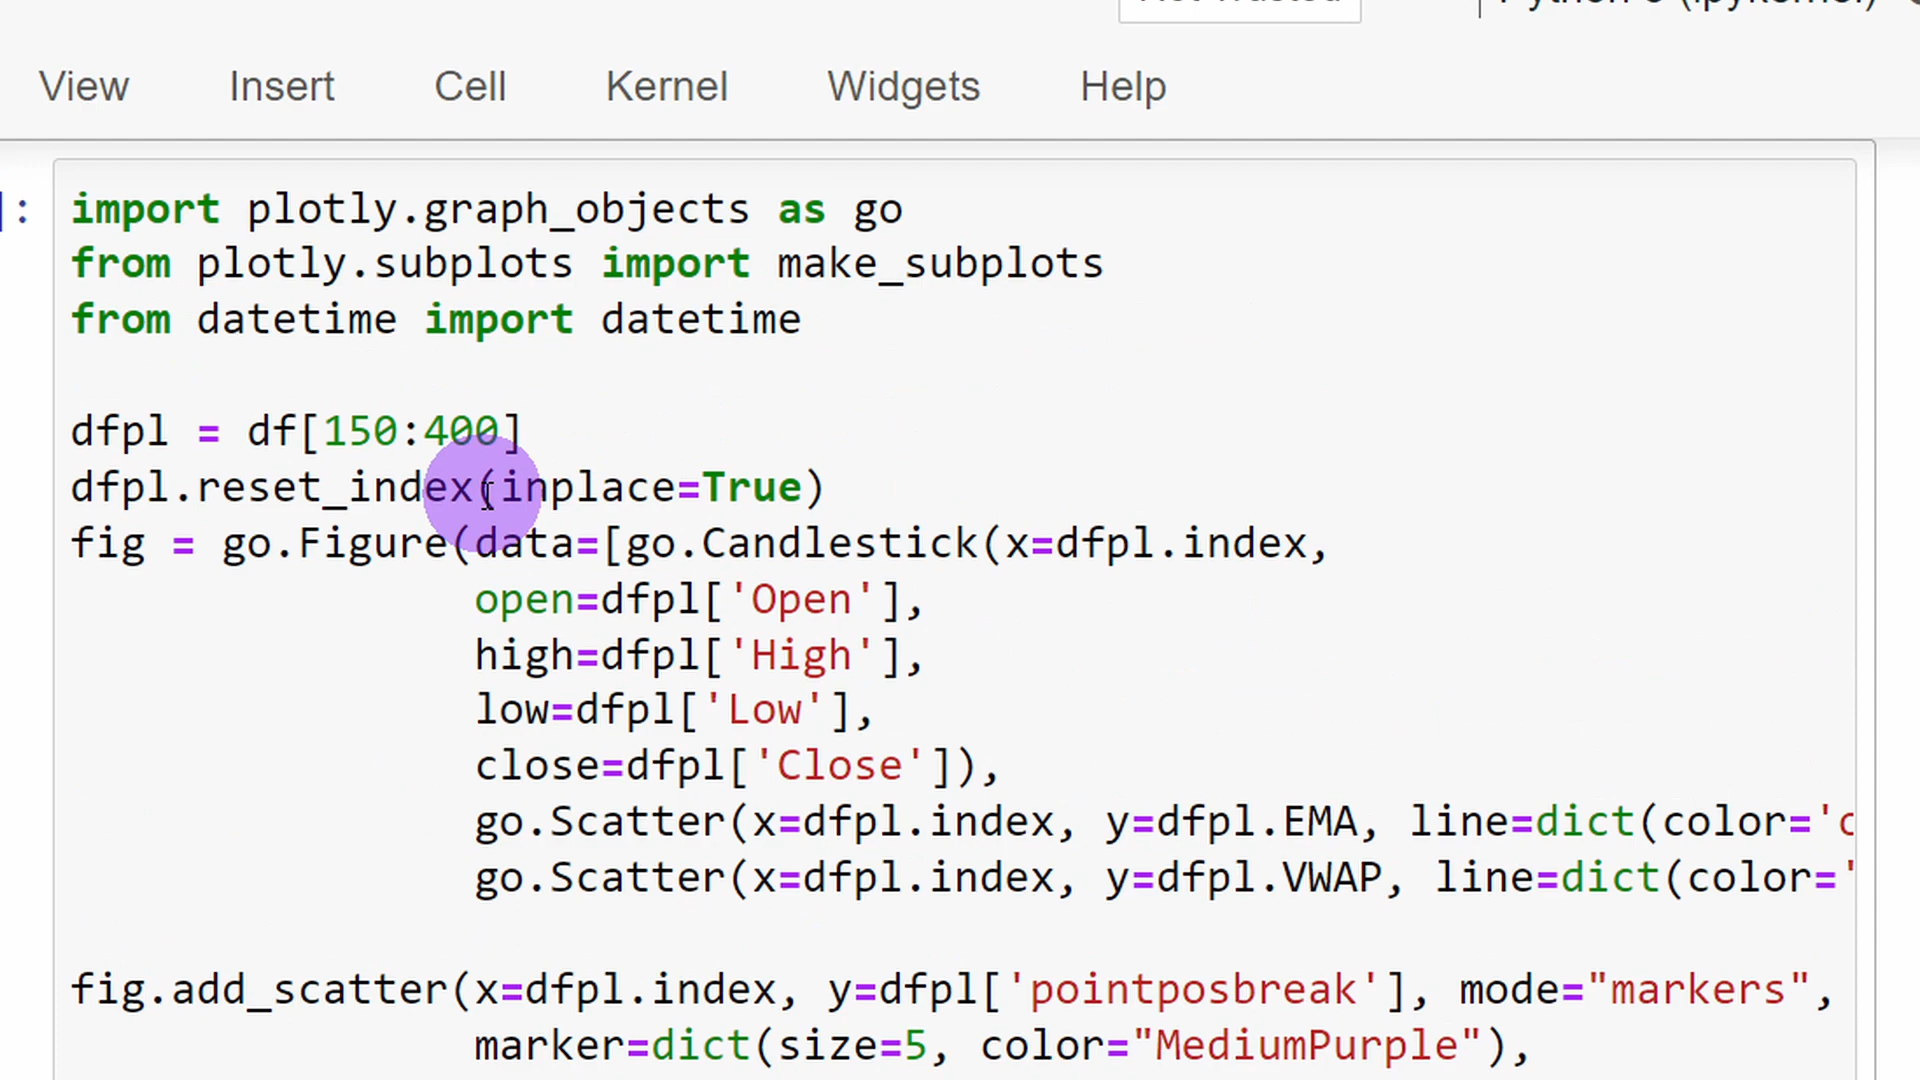 View Insert Cell Kernel Widgets Help
]: import plotly.graph_objects as go
from plotly.subplots import make_subplots
from datetime import datetime
dfpl = df[150:400]
dfpl.reset_index(inplace=True)
fig = go.Figure(data=[go.Candlestick(x=dfpl.index,
open=dfpl['Open'],
high=dfpl['High'],
low=dfpl['Low'],
close=dfpl['Close']),
go.Scatter(x=dfpl.index, y=dfpl.EMA, line=dict(color='
go.Scatter(x=dfpl.index, y=dfpl.VWAP, line=dict(color='
fig.add_scatter(x=dfpl.index, y=dfpl['pointposbreak'], mode="markers",
marker=dict(size=5, color="MediumPurple"),